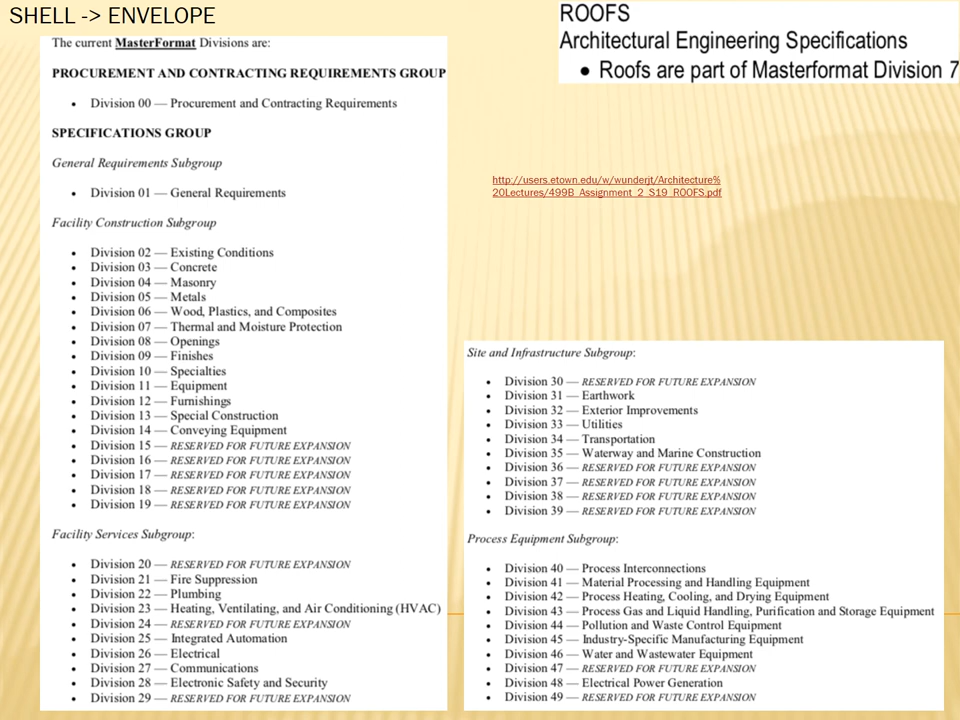 SHELL -> ENVELOPE
The current MasterFormat Divisions are:
PROCUREMENT AND CONTRACTING REQUIREMENTS GROUP
• Division 00 — Procurement and Contracting Requirements
SPECIFICATIONS GROUP
General Requirements Subgroup
• Division 01 — General Requirements
Facility Construction Subgroup
• Division 02 — Existing Conditions
• Division 03 — Concrete
• Division 04 — Masonry
• Division 05 — Metals
• Division 06 — Wood, Plastics, and Composites
• Division 07 — Thermal and Moisture Protection
• Division 08 — Openings
• Division 09 — Finishes
• Division 10 — Specialties
• Division 11 — Equipment
• Division 12 — Furnishings
• Division 13 — Special Construction
• Division 14 — Conveying Equipment
• Division 15 — RESERVED FOR FUTURE EXPANSION
• Division 16 — RESERVED FOR FUTURE EXPANSION
• Division 17 — RESERVED FOR FUTURE EXPANSION
• Division 18 — RESERVED FOR FUTURE EXPANSION
• Division 19 — RESERVED FOR FUTURE EXPANSION
Facility Services Subgroup:
• Division 20 — RESERVED FOR FUTURE EXPANSION
• Division 21 — Fire Suppression
• Division 22 — Plumbing
• Division 23 — Heating, Ventilating, and Air Conditioning (HVAC)
• Division 24 — RESERVED FOR FUTURE EXPANSION
• Division 25 — Integrated Automation
• Division 26 — Electrical
• Division 27 — Communications
• Division 28 — Electronic Safety and Security
• Division 29 — RESERVED FOR FUTURE EXPANSION
ROOFS
Architectural Engineering Specifications
• Roofs are part of Masterformat Division 7
http://users.etown.edu/w/wunderjt/Architecture%
20Lectures/499B_Assignment_2_S19_ROOFS.pdf
Site and Infrastructure Subgroup:
• Division 30 — RESERVED FOR FUTURE EXPANSION
• Division 31 — Earthwork
• Division 32 — Exterior Improvements
• Division 33 — Utilities
• Division 34 — Transportation
• Division 35 — Waterway and Marine Construction
• Division 36 — RESERVED FOR FUTURE EXPANSION
• Division 37 — RESERVED FOR FUTURE EXPANSION
• Division 38 — RESERVED FOR FUTURE EXPANSION
• Division 39 — RESERVED FOR FUTURE EXPANSION
Process Equipment Subgroup:
• Division 40 — Process Interconnections
• Division 41 — Material Processing and Handling Equipment
• Division 42 — Process Heating, Cooling, and Drying Equipment
• Division 43 — Process Gas and Liquid Handling, Purification and Storage Equipment
• Division 44 — Pollution and Waste Control Equipment
• Division 45 — Industry-Specific Manufacturing Equipment
• Division 46 — Water and Wastewater Equipment
• Division 47 — RESERVED FOR FUTURE EXPANSION
• Division 48 — Electrical Power Generation
• Division 49 — RESERVED FOR FUTURE EXPANSION